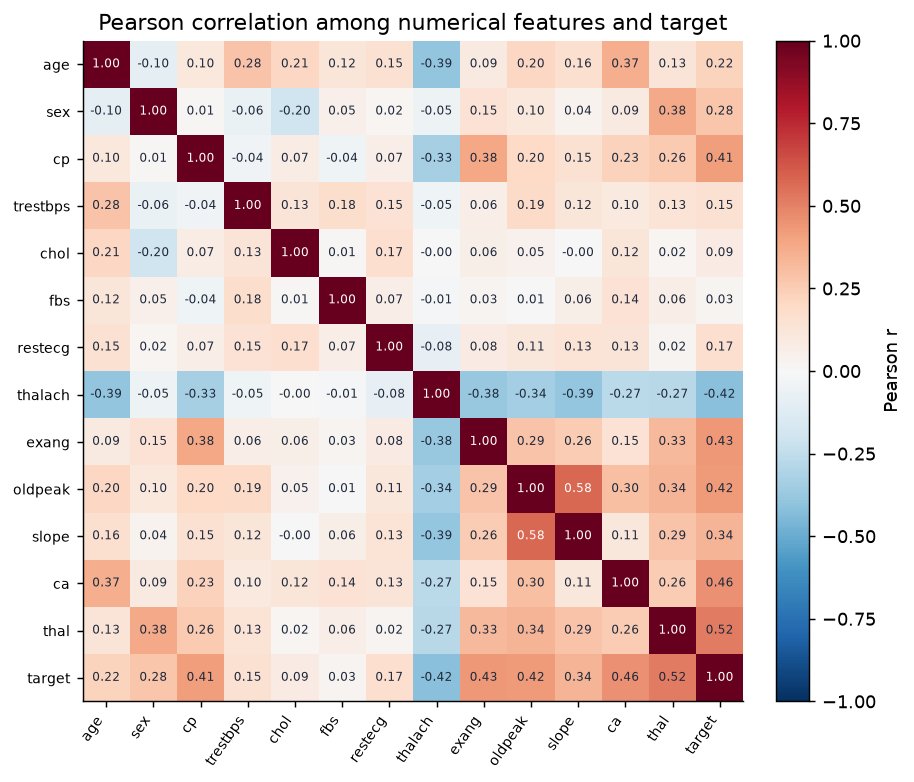 Pearson correlation among numerical features and target
age 1.00 -0.10 0.10 0.28 0.21 0.12 0.15 -0.39 0.09 0.20 0.16 0.37 0.13 0.22
sex -0.10 1.00 0.01 -0.06 -0.20 0.05 0.02 -0.05 0.15 0.10 0.04 0.09 0.38 0.28
cp 0.10 0.01 1.00 -0.04 0.07 -0.04 0.07 -0.33 0.38 0.20 0.15 0.23 0.26 0.41
trestbps 0.28 -0.06 -0.04 1.00 0.13 0.18 0.15 -0.05 0.06 0.19 0.12 0.10 0.13 0.15
chol 0.21 -0.20 0.07 0.13 1.00 0.01 0.17 -0.00 0.06 0.05 -0.00 0.12 0.02 0.09
fbs 0.12 0.05 -0.04 0.18 0.01 1.00 0.07 -0.01 0.03 0.01 0.06 0.14 0.06 0.03
restecg 0.15 0.02 0.07 0.15 0.17 0.07 1.00 -0.08 0.08 0.11 0.13 0.13 0.02 0.17
thalach -0.39 -0.05 -0.33 -0.05 -0.00 -0.01 -0.08 1.00 -0.38 -0.34 -0.39 -0.27 -0.27 -0.42
exang 0.09 0.15 0.38 0.06 0.06 0.03 0.08 -0.38 1.00 0.29 0.26 0.15 0.33 0.43
oldpeak 0.20 0.10 0.20 0.19 0.05 0.01 0.11 -0.34 0.29 1.00 0.58 0.30 0.34 0.42
slope 0.16 0.04 0.15 0.12 -0.00 0.06 0.13 -0.39 0.26 0.58 1.00 0.11 0.29 0.34
ca 0.37 0.09 0.23 0.10 0.12 0.14 0.13 -0.27 0.15 0.30 0.11 1.00 0.26 0.46
thal 0.13 0.38 0.26 0.13 0.02 0.06 0.02 -0.27 0.33 0.34 0.29 0.26 1.00 0.52
target 0.22 0.28 0.41 0.15 0.09 0.03 0.17 -0.42 0.43 0.42 0.34 0.46 0.52 1.00
age sex cp trestbps chol fbs restecg thalach exang oldpeak slope ca thal target
1.00
0.75
0.50
0.25
0.00
−0.25
−0.50
−0.75
−1.00
Pearson r